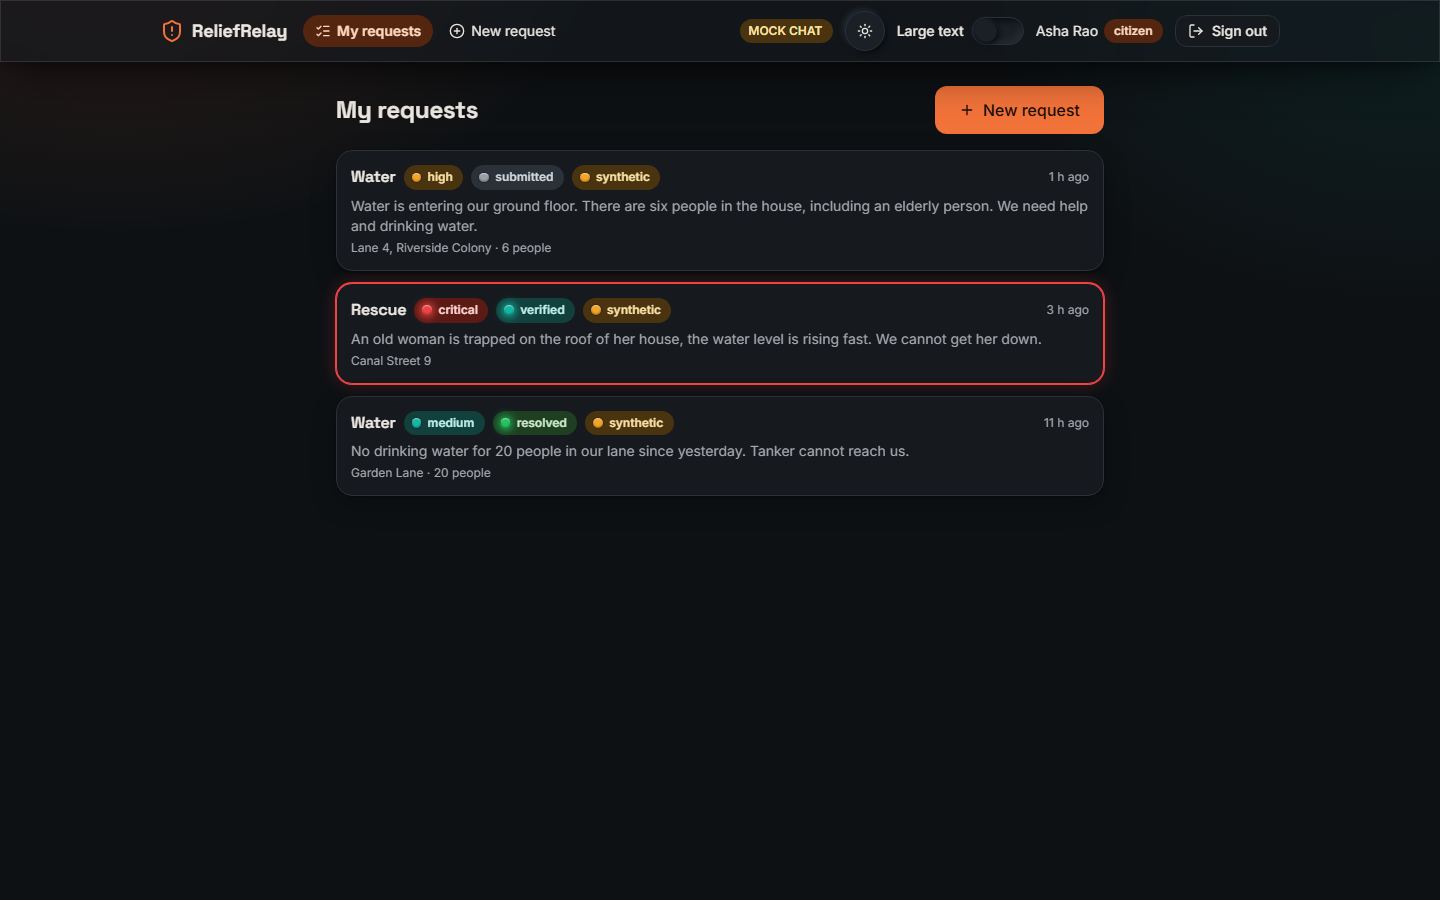 ReliefRelay My requests New request MOCK CHAT Large text Asha Rao citizen Sign out
My requests New request
Water high submitted synthetic 1 h ago
Water is entering our ground floor. There are six people in the house, including an elderly person. We need help
and drinking water.
Lane 4, Riverside Colony · 6 people
Rescue critical verified synthetic 3 h ago
An old woman is trapped on the roof of her house, the water level is rising fast. We cannot get her down.
Canal Street 9
Water medium resolved synthetic 11 h ago
No drinking water for 20 people in our lane since yesterday. Tanker cannot reach us.
Garden Lane · 20 people